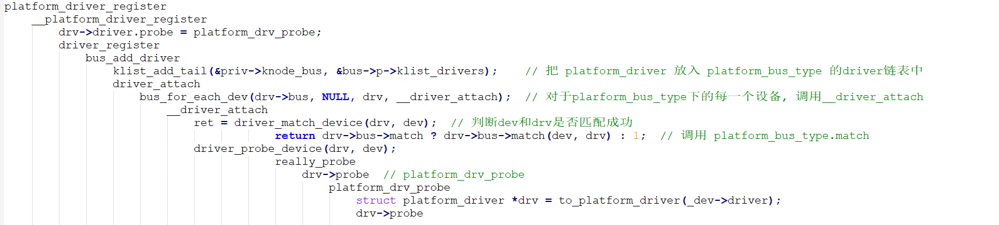 platform_driver_register
__platform_driver_register
drv->driver.probe = platform_drv_probe;
driver_register
bus_add_driver
klist_add_tail(&priv->knode_bus, &bus->p->klist_drivers);    // 把 platform_driver 放入 platform_bus_type 的driver链表中
driver_attach
bus_for_each_dev(drv->bus, NULL, drv, __driver_attach);  // 对于plarform_bus_type下的每一个设备, 调用__driver_attach
__driver_attach
ret = driver_match_device(drv, dev);  // 判断dev和drv是否匹配成功
return drv->bus->match ? drv->bus->match(dev, drv) : 1;  // 调用 platform_bus_type.match
driver_probe_device(drv, dev);
really_probe
drv->probe  // platform_drv_probe
platform_drv_probe
struct platform_driver *drv = to_platform_driver(_dev->driver);
drv->probe